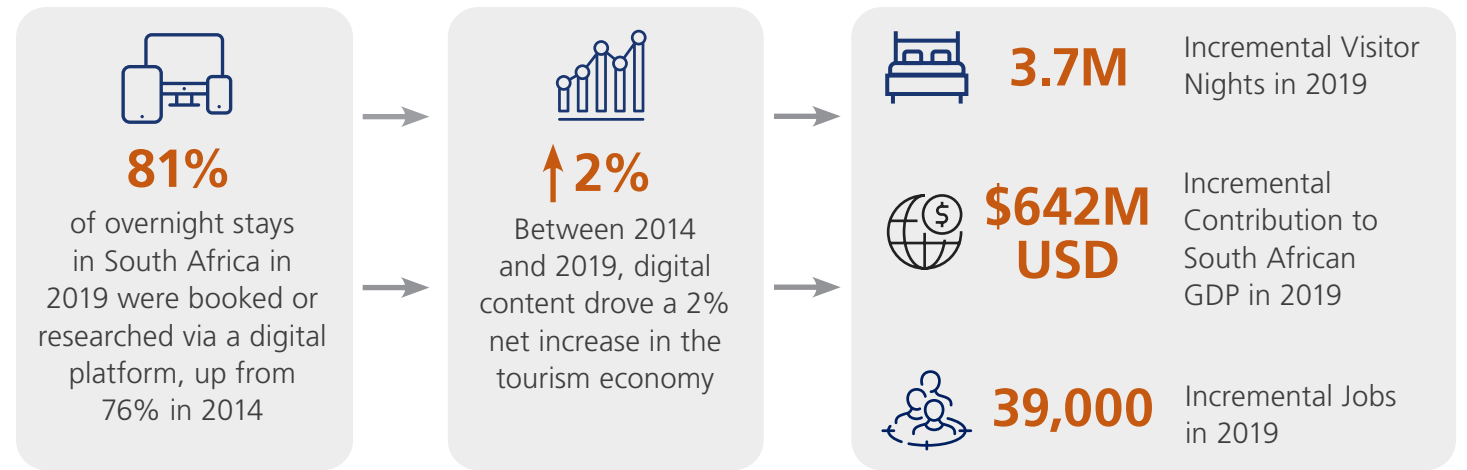 81%
of overnight stays
in South Africa in
2019 were booked or
researched via a digital
platform, up from
76% in 2014
2%
Between 2014
and 2019, digital
content drove a 2%
net increase in the
tourism economy
3.7M
Incremental Visitor
Nights in 2019
$
$642M
USD
Incremental
Contribution to
South African
GDP in 2019
39,000
Incremental Jobs
in 2019